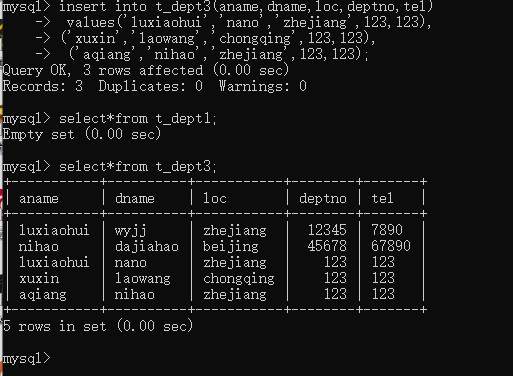 mysql> insert into t_dept3(aname,dname,loc,deptno,tel)
    -> values('luxiaohui','nano','zhejiang',123,123),
    -> ('xuxin','laowang','chongqing',123,123),
    -> ('aqiang','nihao','zhejiang',123,123);
Query OK, 3 rows affected (0.00 sec)
Records: 3  Duplicates: 0  Warnings: 0
mysql> select*from t_dept1;
Empty set (0.00 sec)
mysql> select*from t_dept3;
+-----------+----------+-----------+--------+-------+
| aname     | dname    | loc       | deptno | tel   |
+-----------+----------+-----------+--------+-------+
| luxiaohui | wyjj     | zhejiang  |  12345 | 7890  |
| nihao     | dajiahao | beijing   |  45678 | 67890 |
| luxiaohui | nano     | zhejiang  |    123 | 123   |
| xuxin     | laowang  | chongqing |    123 | 123   |
| aqiang    | nihao    | zhejiang  |    123 | 123   |
+-----------+----------+-----------+--------+-------+
5 rows in set (0.00 sec)
mysql>